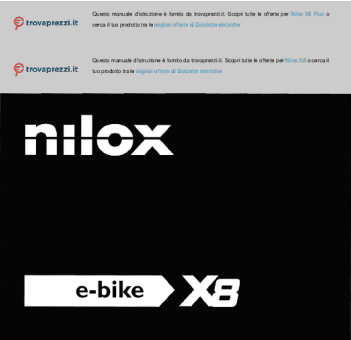 trovaprezzi.it
Questo manuale d'istruzione è fornito da trovaprezzi.it. Scopri tutte le offerte per Nilox X8 Plus o
cerca il tuo prodotto tra le migliori offerte di Biciclette elettriche
trovaprezzi.it
Questo manuale d'istruzione è fornito da trovaprezzi.it. Scopri tutte le offerte per Nilox X8 o cerca il
tuo prodotto tra le migliori offerte di Biciclette elettriche
nilox
e-bike X8